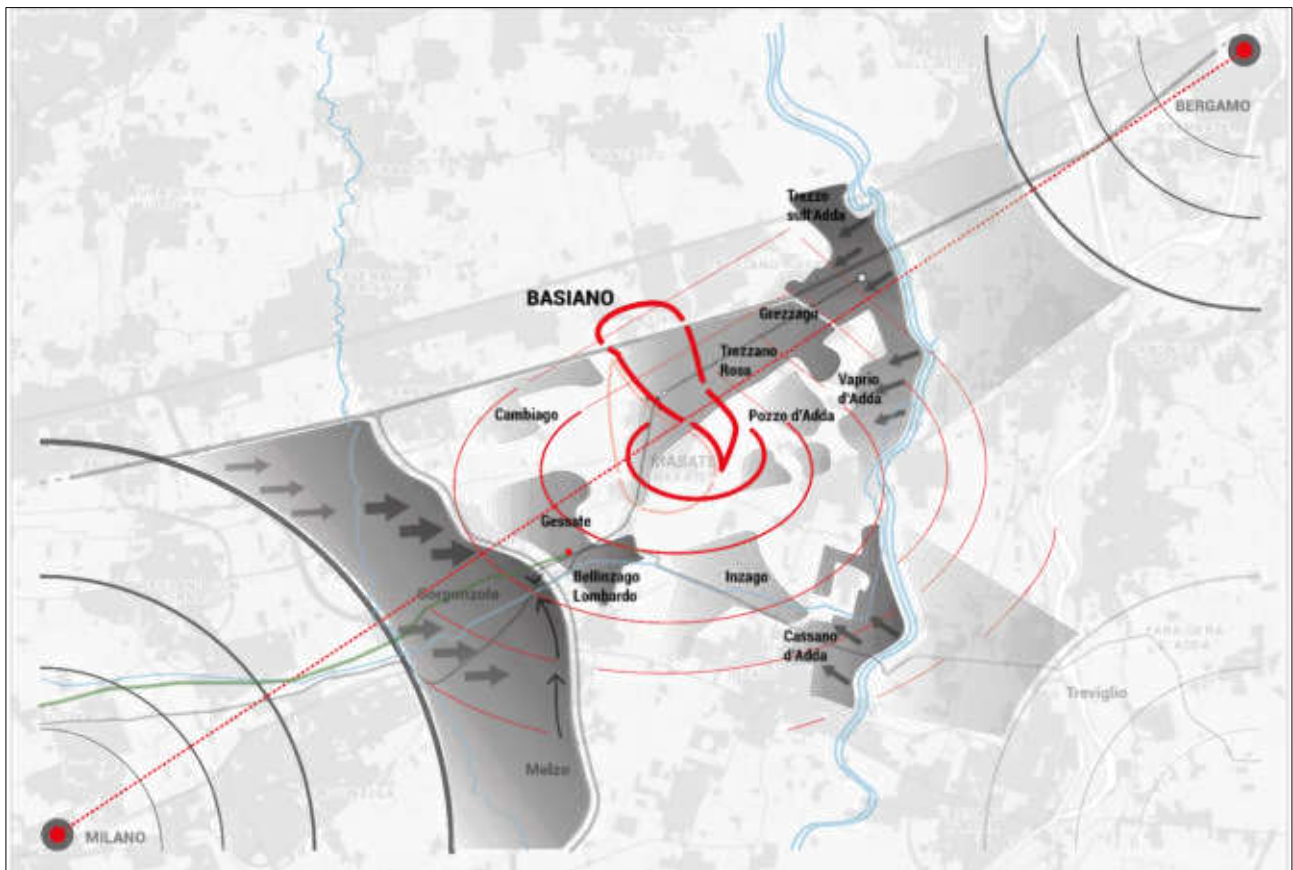 BERGAMO
Trezzo
sull'Adda
BASIANO
Grezzago
Trezzano
Rosa
Vaprio
d'Adda
Cambiago
Pozzo d'Adda
MASATE
Gessate
Bellinzago
Lombardo
Inzago
Gorgonzola
Cassano
d'Adda
Treviglio
Melzo
MILANO